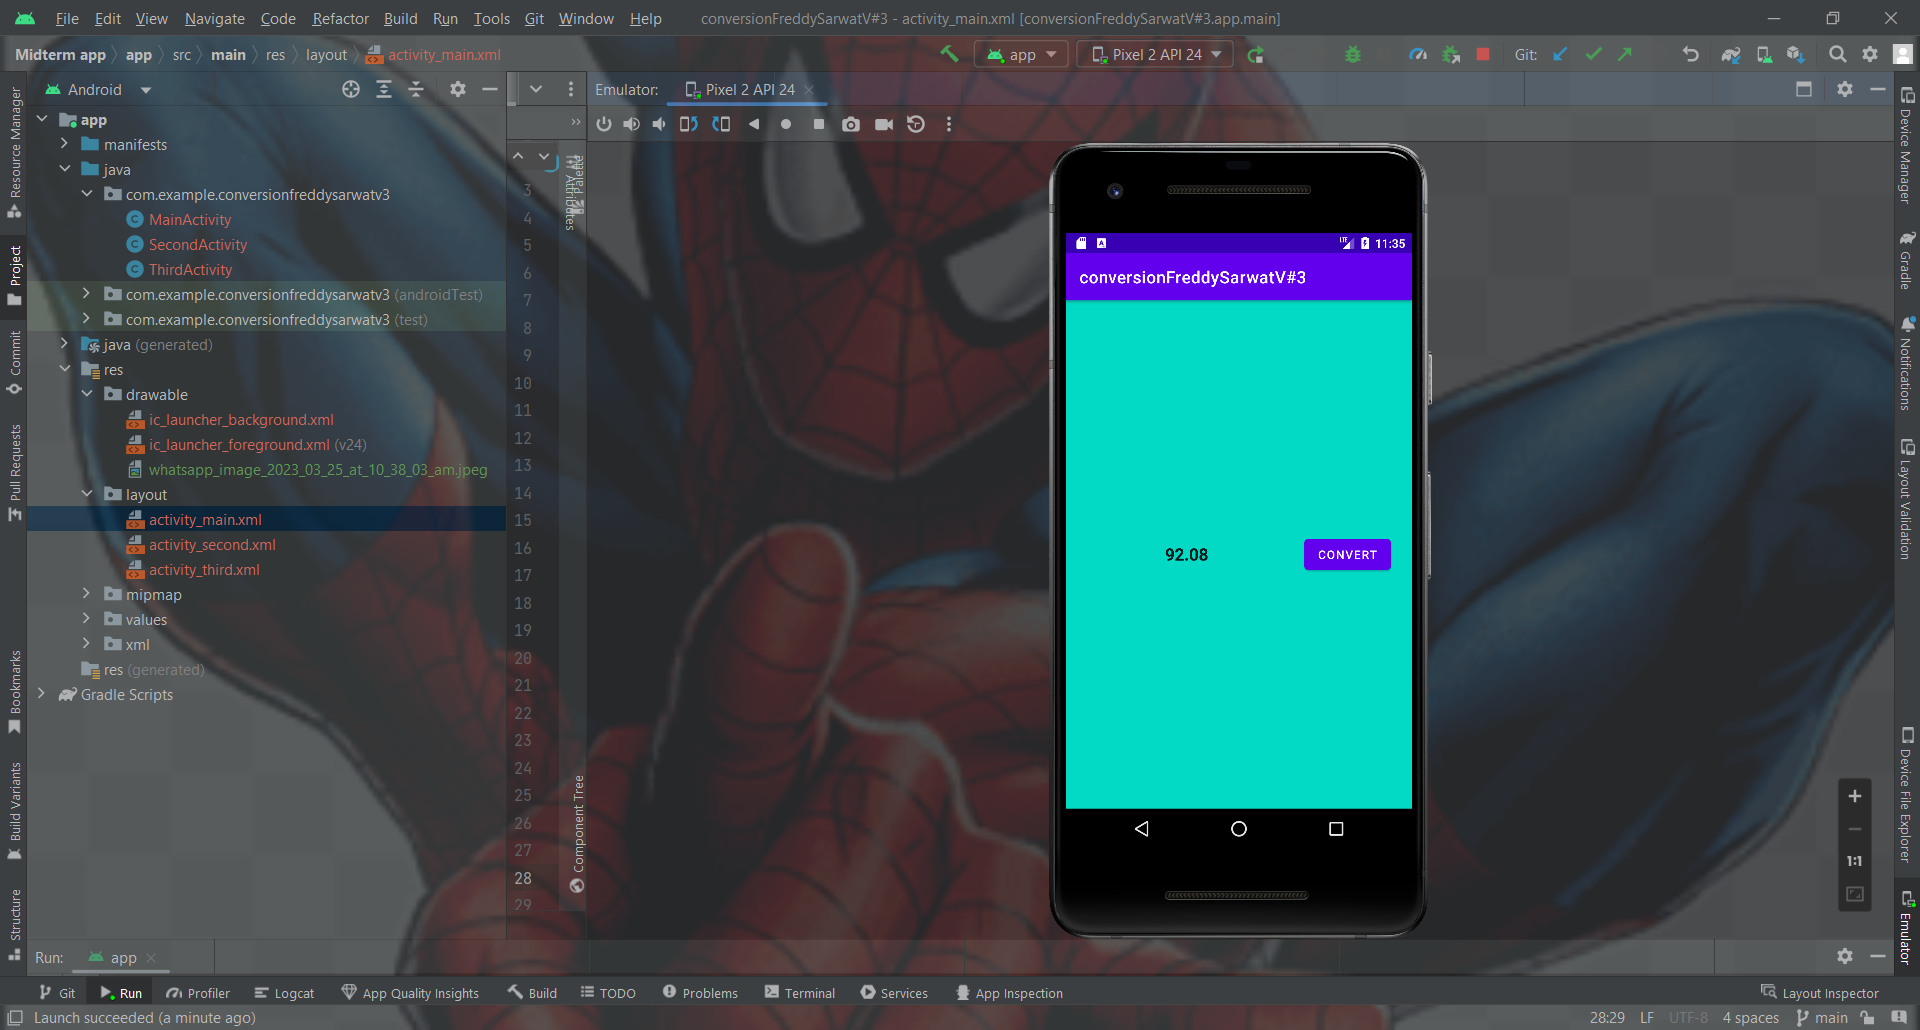 File Edit View Navigate Code Refactor Build Run Tools Git Window Help conversionFreddySarwatV#3 - activity_main.xml [conversionFreddySarwatV#3.app.main]
Midterm app app src main res layout activity_main.xml app Pixel 2 API 24 Git:
Android Emulator: Pixel 2 API 24
app
manifests
java
com.example.conversionfreddysarwatv3
MainActivity
SecondActivity
ThirdActivity
com.example.conversionfreddysarwatv3 (androidTest)
com.example.conversionfreddysarwatv3 (test)
java (generated)
res
drawable
ic_launcher_background.xml
ic_launcher_foreground.xml (v24)
whatsapp_image_2023_03_25_at_10_38_03_am.jpeg
layout
activity_main.xml
activity_second.xml
activity_third.xml
mipmap
values
xml
res (generated)
Gradle Scripts
Resource Manager
Project
Commit
Pull Requests
Bookmarks
Build Variants
Structure
3
4
5
6
7
8
9
10
11
12
13
14
15
16
17
18
19
20
21
22
23
24
25
26
27
28
29
Palette
Attributes
Component Tree
LTE 11:35
conversionFreddySarwatV#3
92.08 CONVERT
1:1
Device Manager
Gradle
Notifications
Layout Validation
Device File Explorer
Emulator
Run: app
Git Run Profiler Logcat App Quality Insights Build TODO Problems Terminal Services App Inspection Layout Inspector
Launch succeeded (a minute ago) 28:29 LF UTF-8 4 spaces main